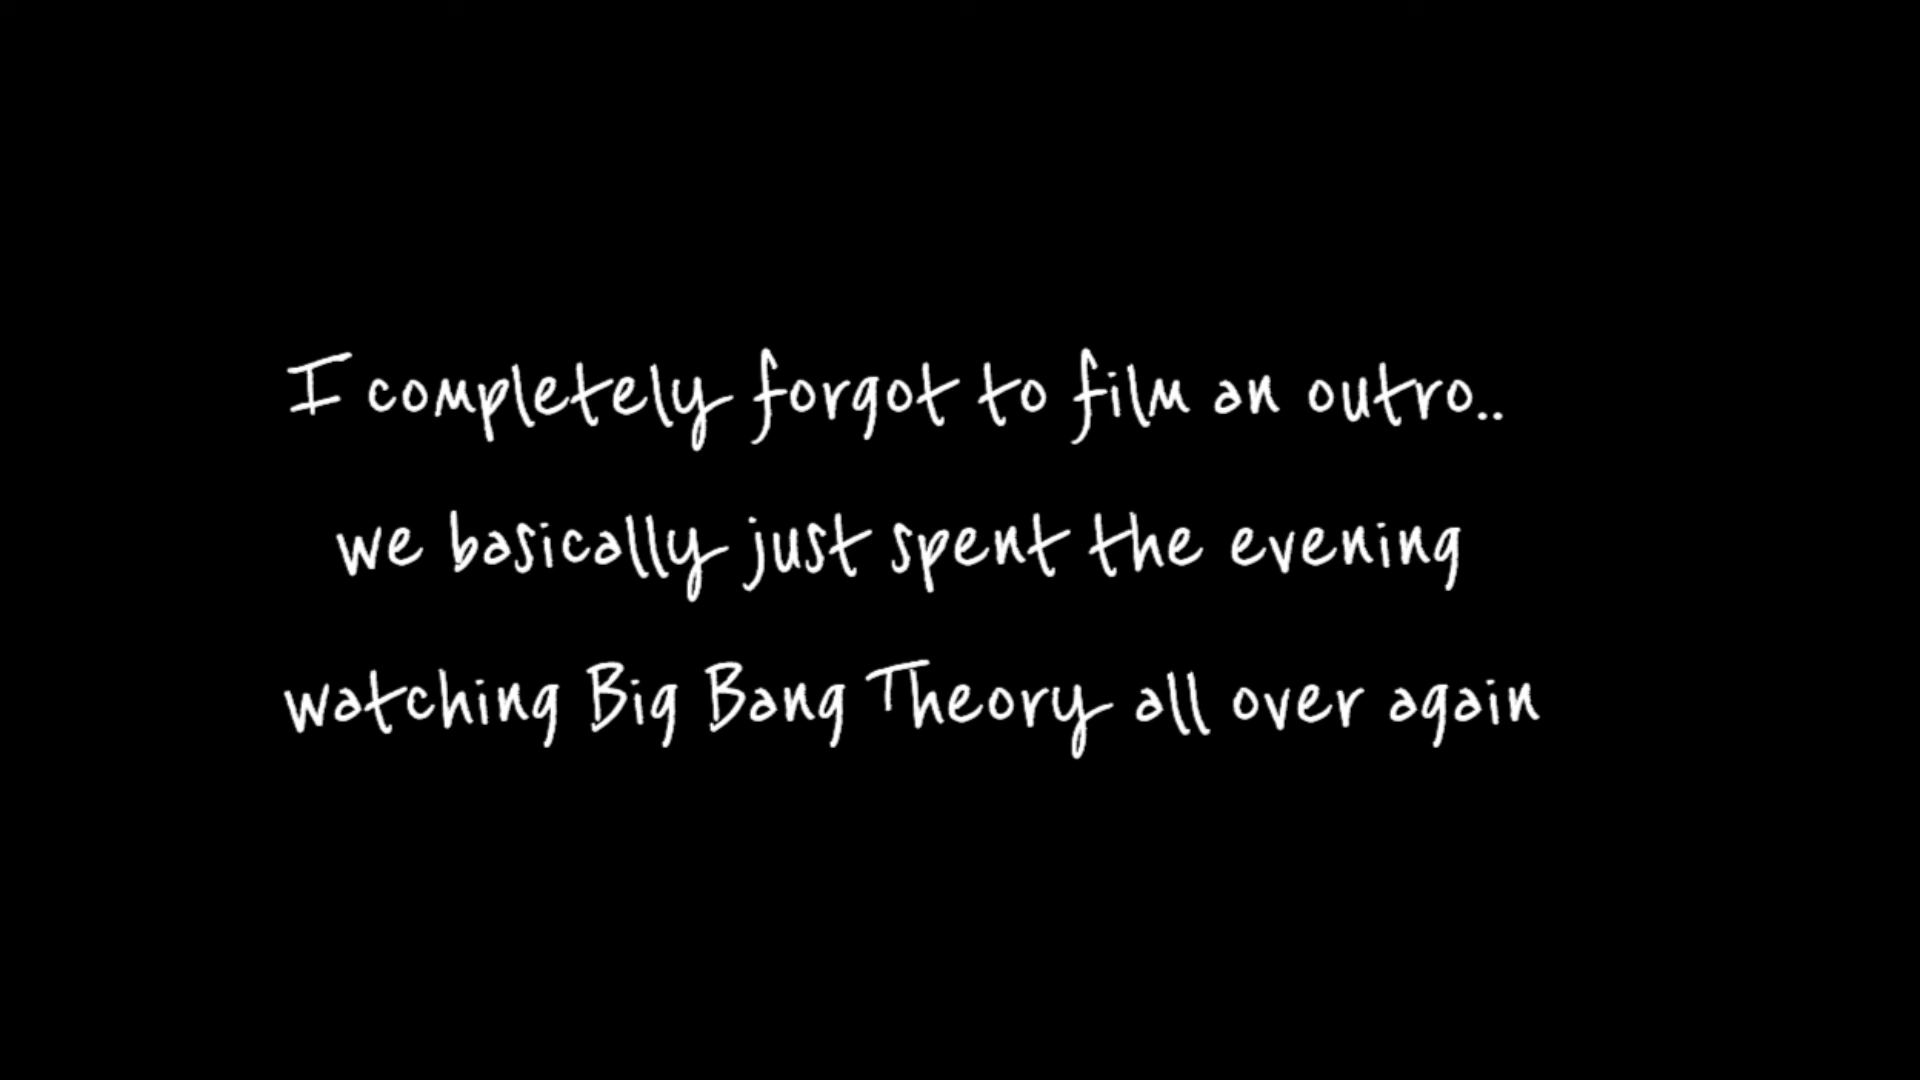 I completely forgot to film an outro..
we basically just spent the evening
watching Big Bang Theory all over again